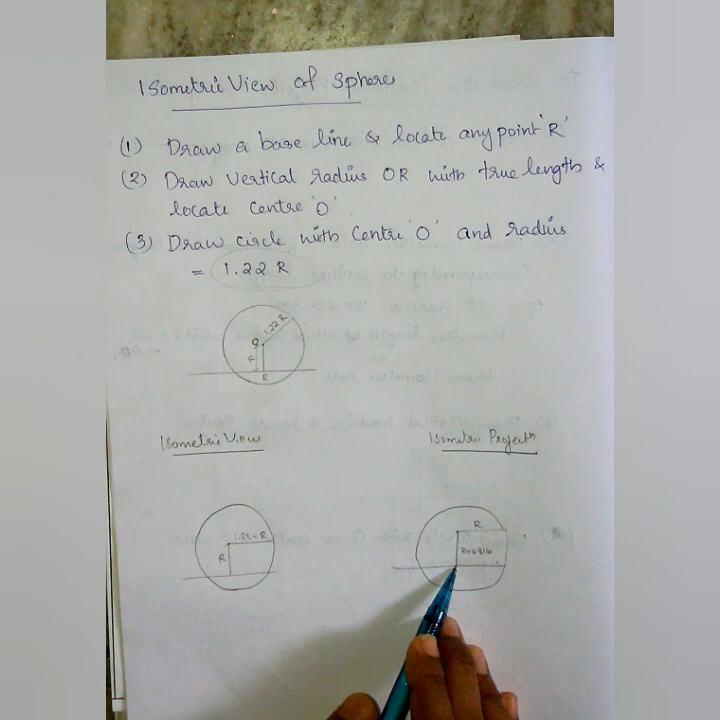 Isometric View of Sphere
(1) Draw a base line & locate any point 'R'
(2) Draw Vertical radius OR with true length &
locate Centre 'O'
(3) Draw circle with Centre 'O' and radius
= 1.22 R
1.22 R
O
R
R
Isometric View
Isometric Projectn
1.22×R
R
R
R×0.816